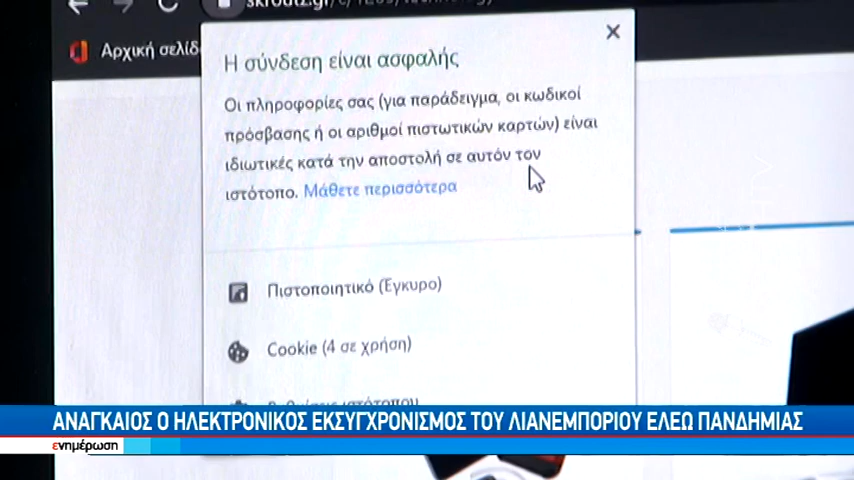 Αρχική σελίδ
Η σύνδεση είναι ασφαλής
Οι πληροφορίες σας (για παράδειγμα, οι κωδικοί
πρόσβασης ή οι αριθμοί πιστωτικών καρτών) είναι
ιδιωτικές κατά την αποστολή σε αυτόν τον
ιστότοπο. Μάθετε περισσότερα
Πιστοποιητικό (Έγκυρο)
Cookie (4 σε χρήση)
ΑΝΑΓΚΑΙΟΣ Ο ΗΛΕΚΤΡΟΝΙΚΟΣ ΕΚΣΥΓΧΡΟΝΙΣΜΟΣ ΤΟΥ ΛΙΑΝΕΜΠΟΡΙΟΥ ΕΛΕΩ ΠΑΝΔΗΜΙΑΣ
ενημέρωση